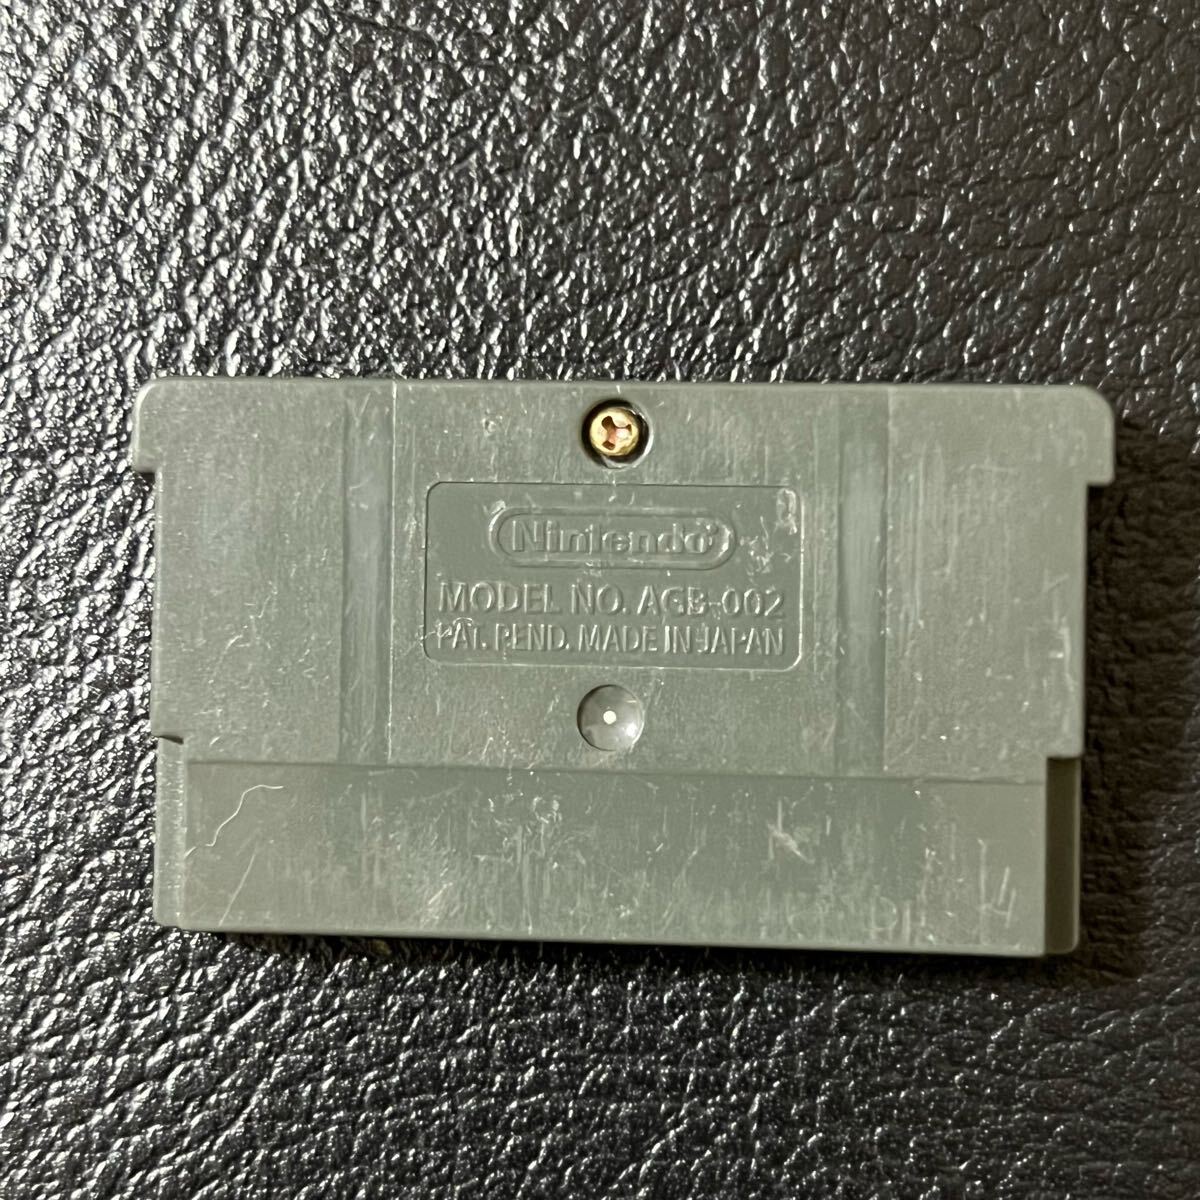 Nintendo®
MODEL NO. AGB-002
PAT. PEND. MADE IN JAPAN